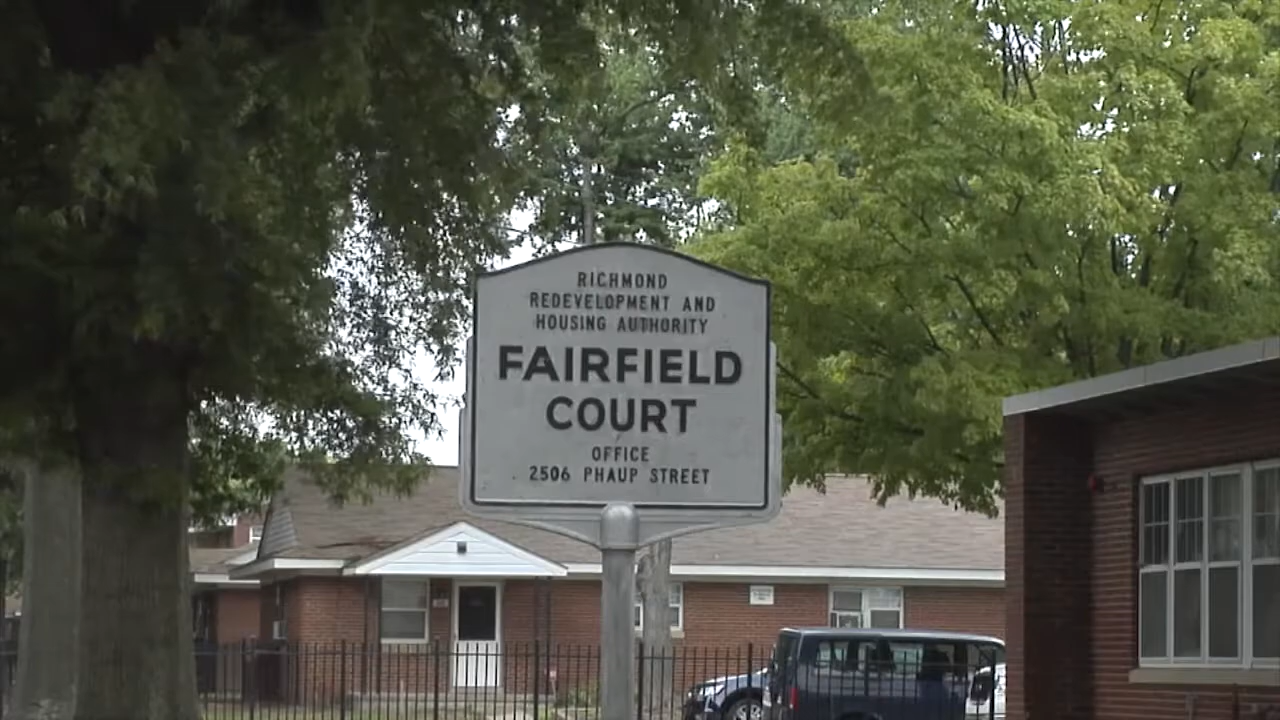 RICHMOND
REDEVELOPMENT AND
HOUSING AUTHORITY
FAIRFIELD
COURT
OFFICE
2506 PHAUP STREET